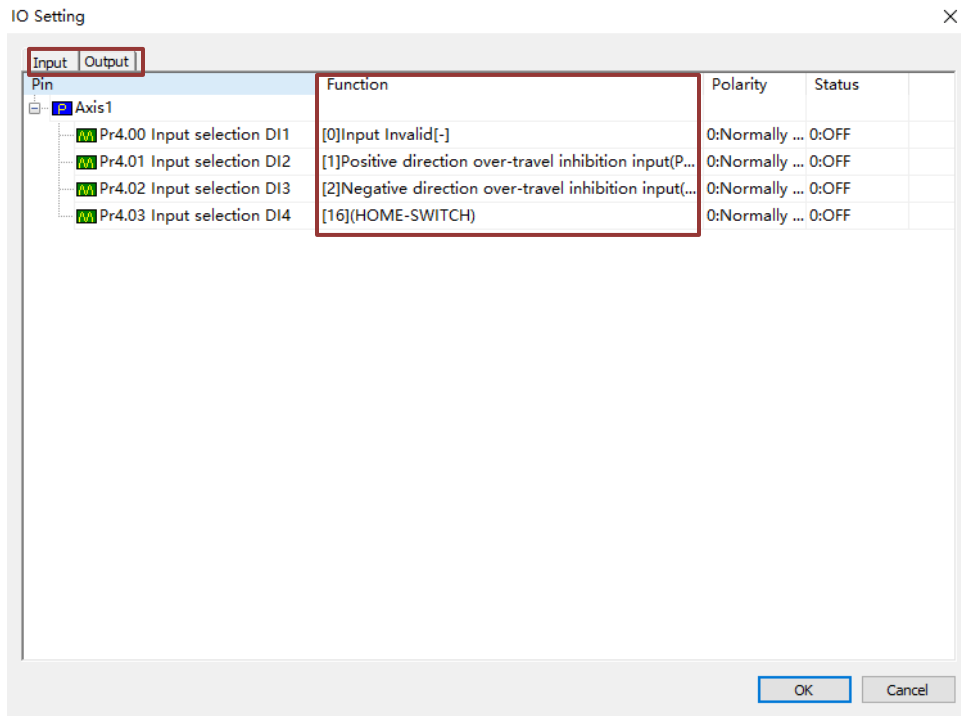 IO Setting
Input Output
Pin Function Polarity Status
P Axis1
Pr4.00 Input selection DI1 [0]Input Invalid[-] 0:Normally ... 0:OFF
Pr4.01 Input selection DI2 [1]Positive direction over-travel inhibition input(P... 0:Normally ... 0:OFF
Pr4.02 Input selection DI3 [2]Negative direction over-travel inhibition input(... 0:Normally ... 0:OFF
Pr4.03 Input selection DI4 [16](HOME-SWITCH) 0:Normally ... 0:OFF
OK Cancel